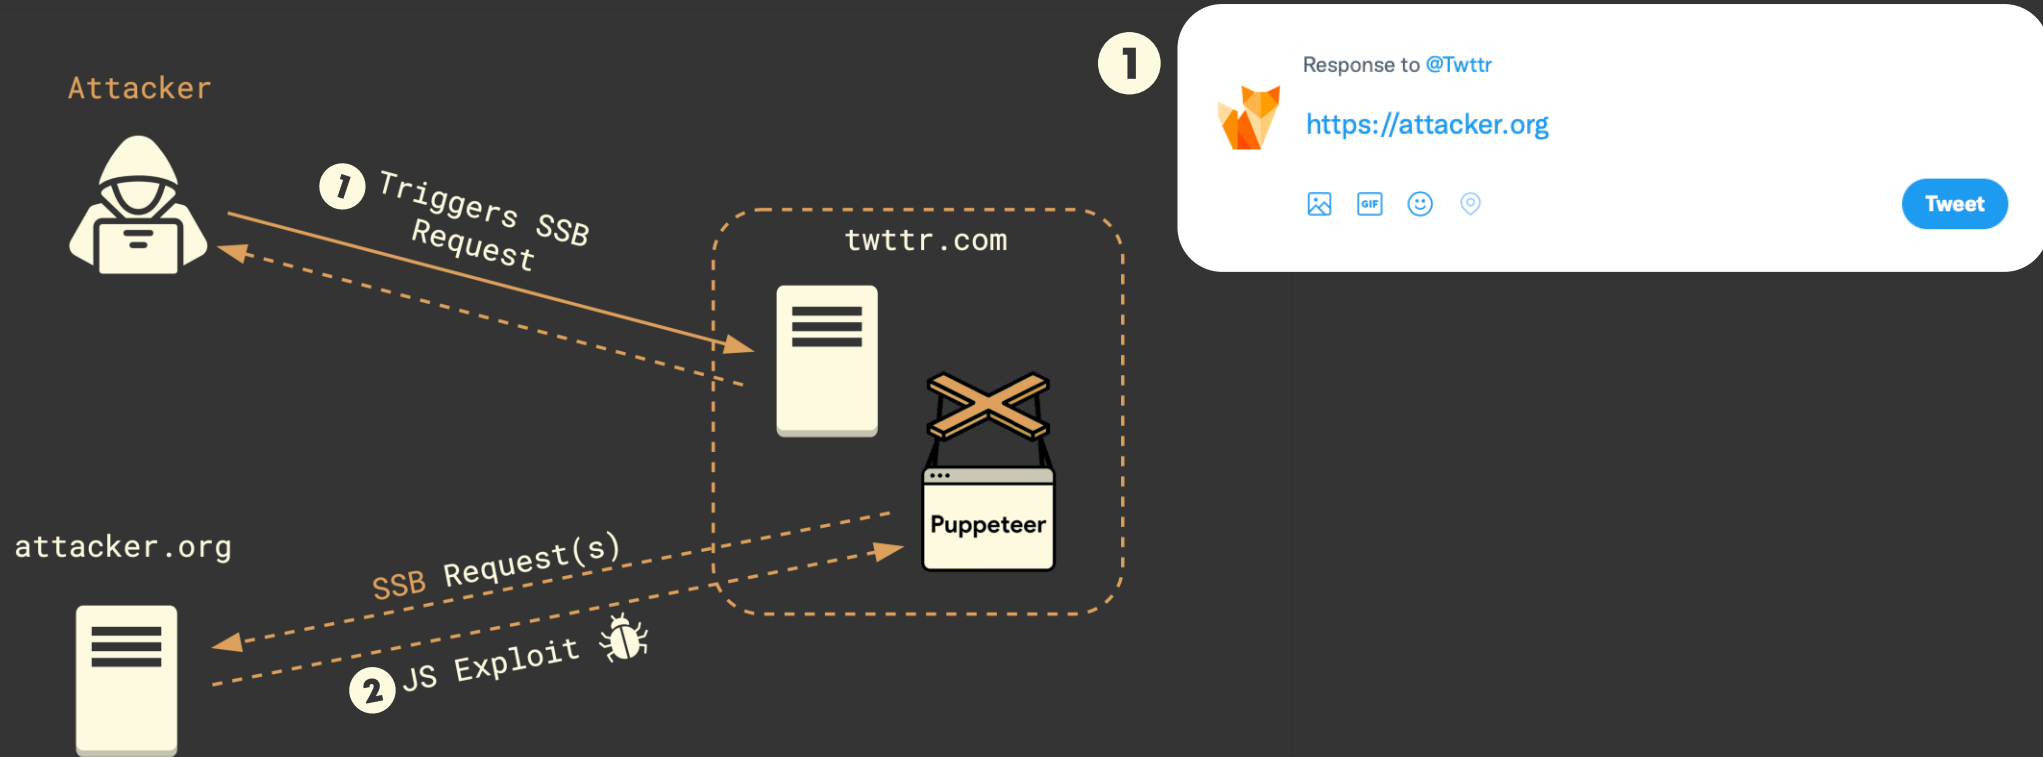 Attacker
1 Triggers SSB
Request
twttr.com
Puppeteer
attacker.org
SSB Request(s)
2 JS Exploit
1
Response to @Twttr
https://attacker.org
GIF
Tweet